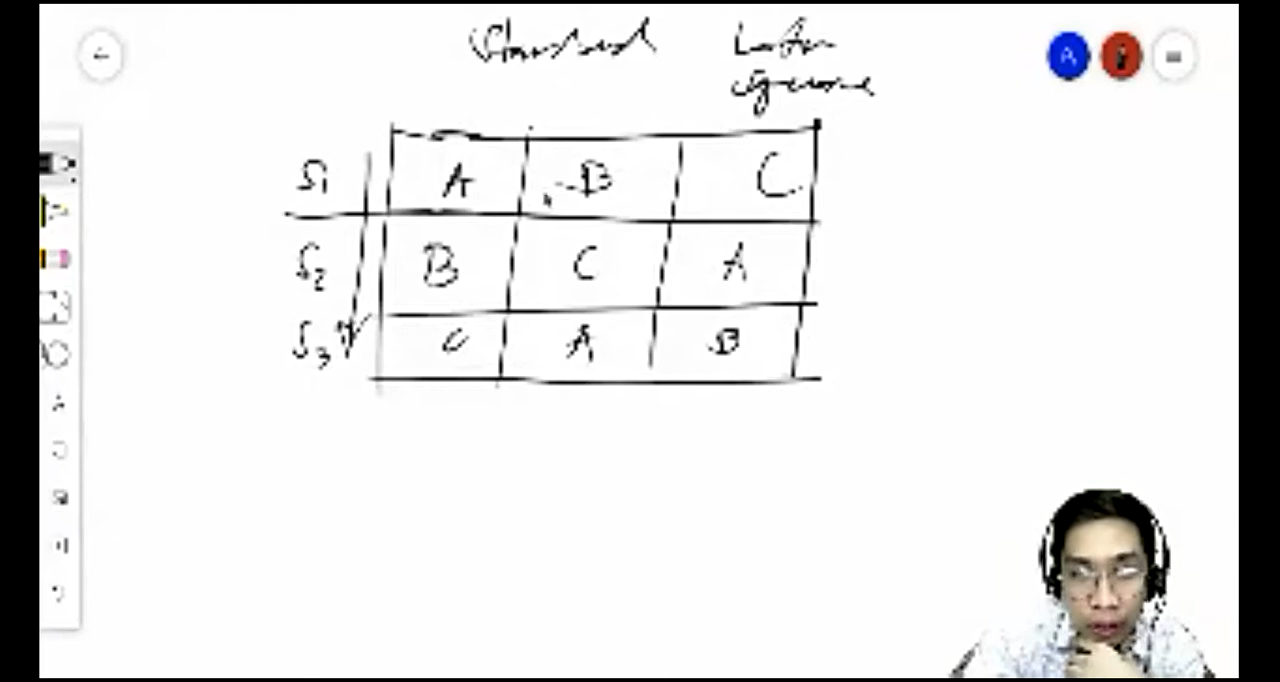 Standard Latin
square
S1 A B C
S2 B C A
S3 C A B
A